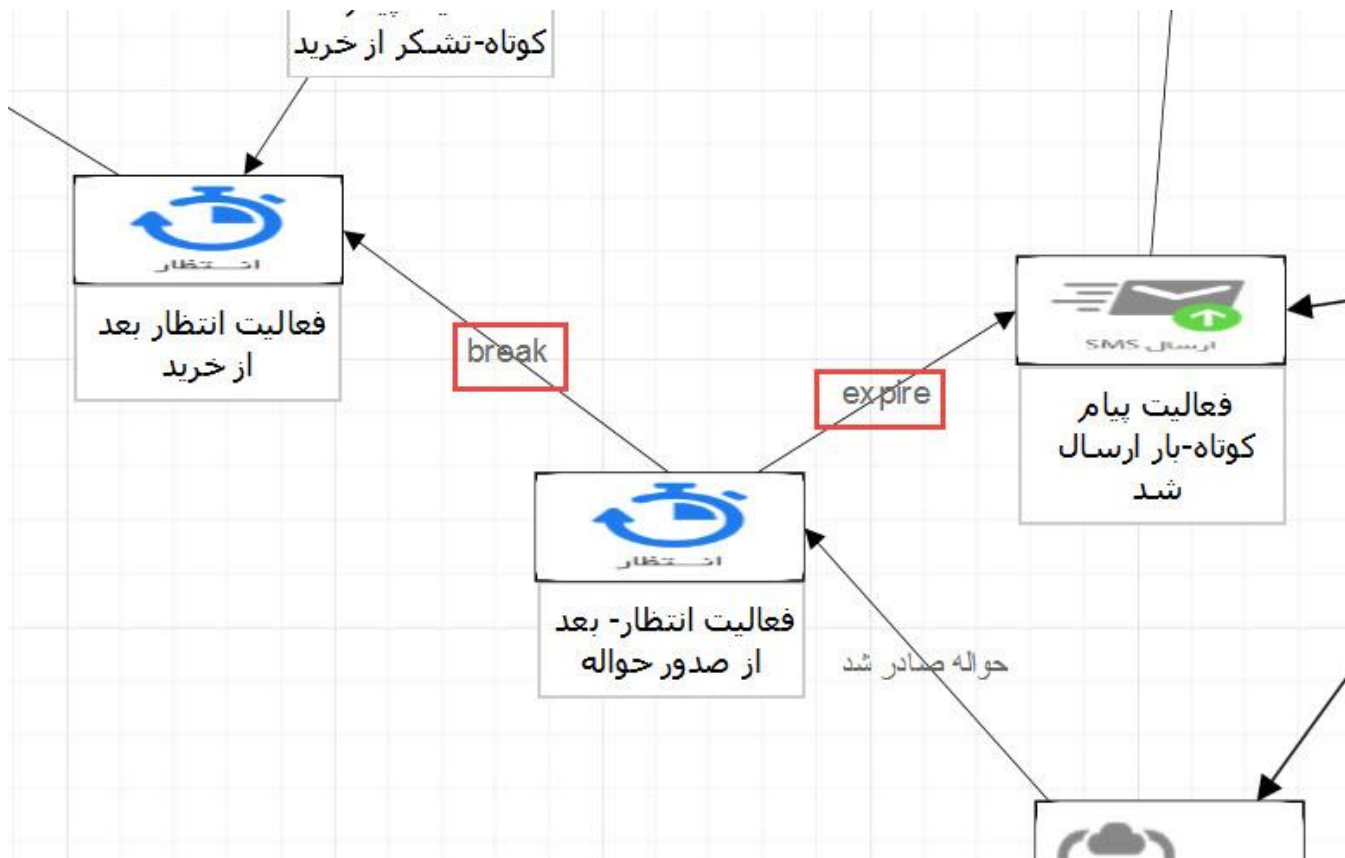 کوتاه-تشکر از خرید
انتظار
فعالیت انتظار بعد
از خرید
break
expire
ارسال SMS
فعالیت پیام
کوتاه-بار ارسال
شد
انتظار
فعالیت انتظار- بعد
از صدور حواله
حواله صادر شد